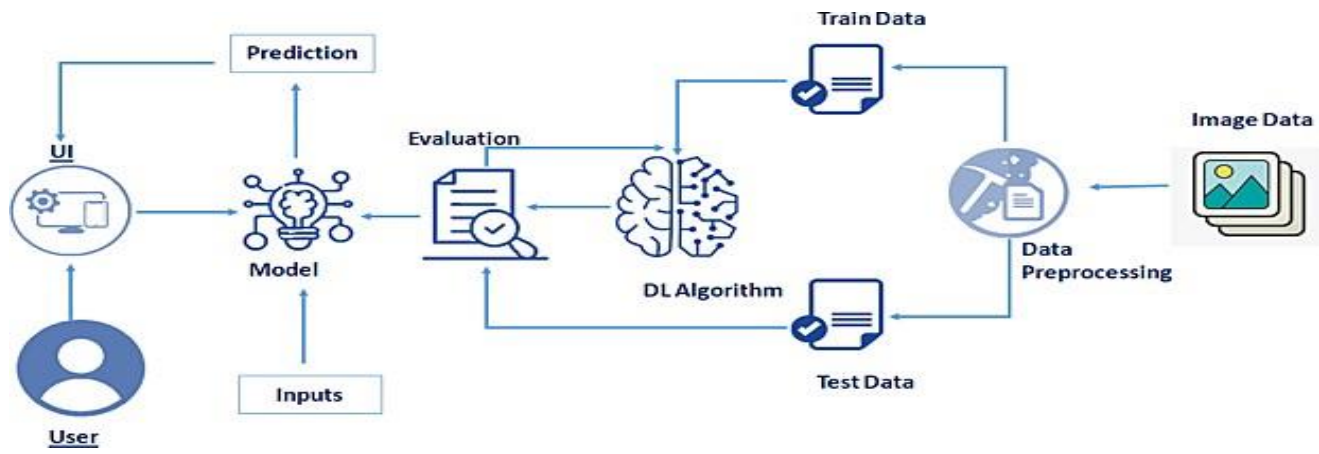 Train Data
Prediction
Image Data
Evaluation
UI
Model
Data
Preprocessing
DL Algorithm
Inputs
Test Data
User